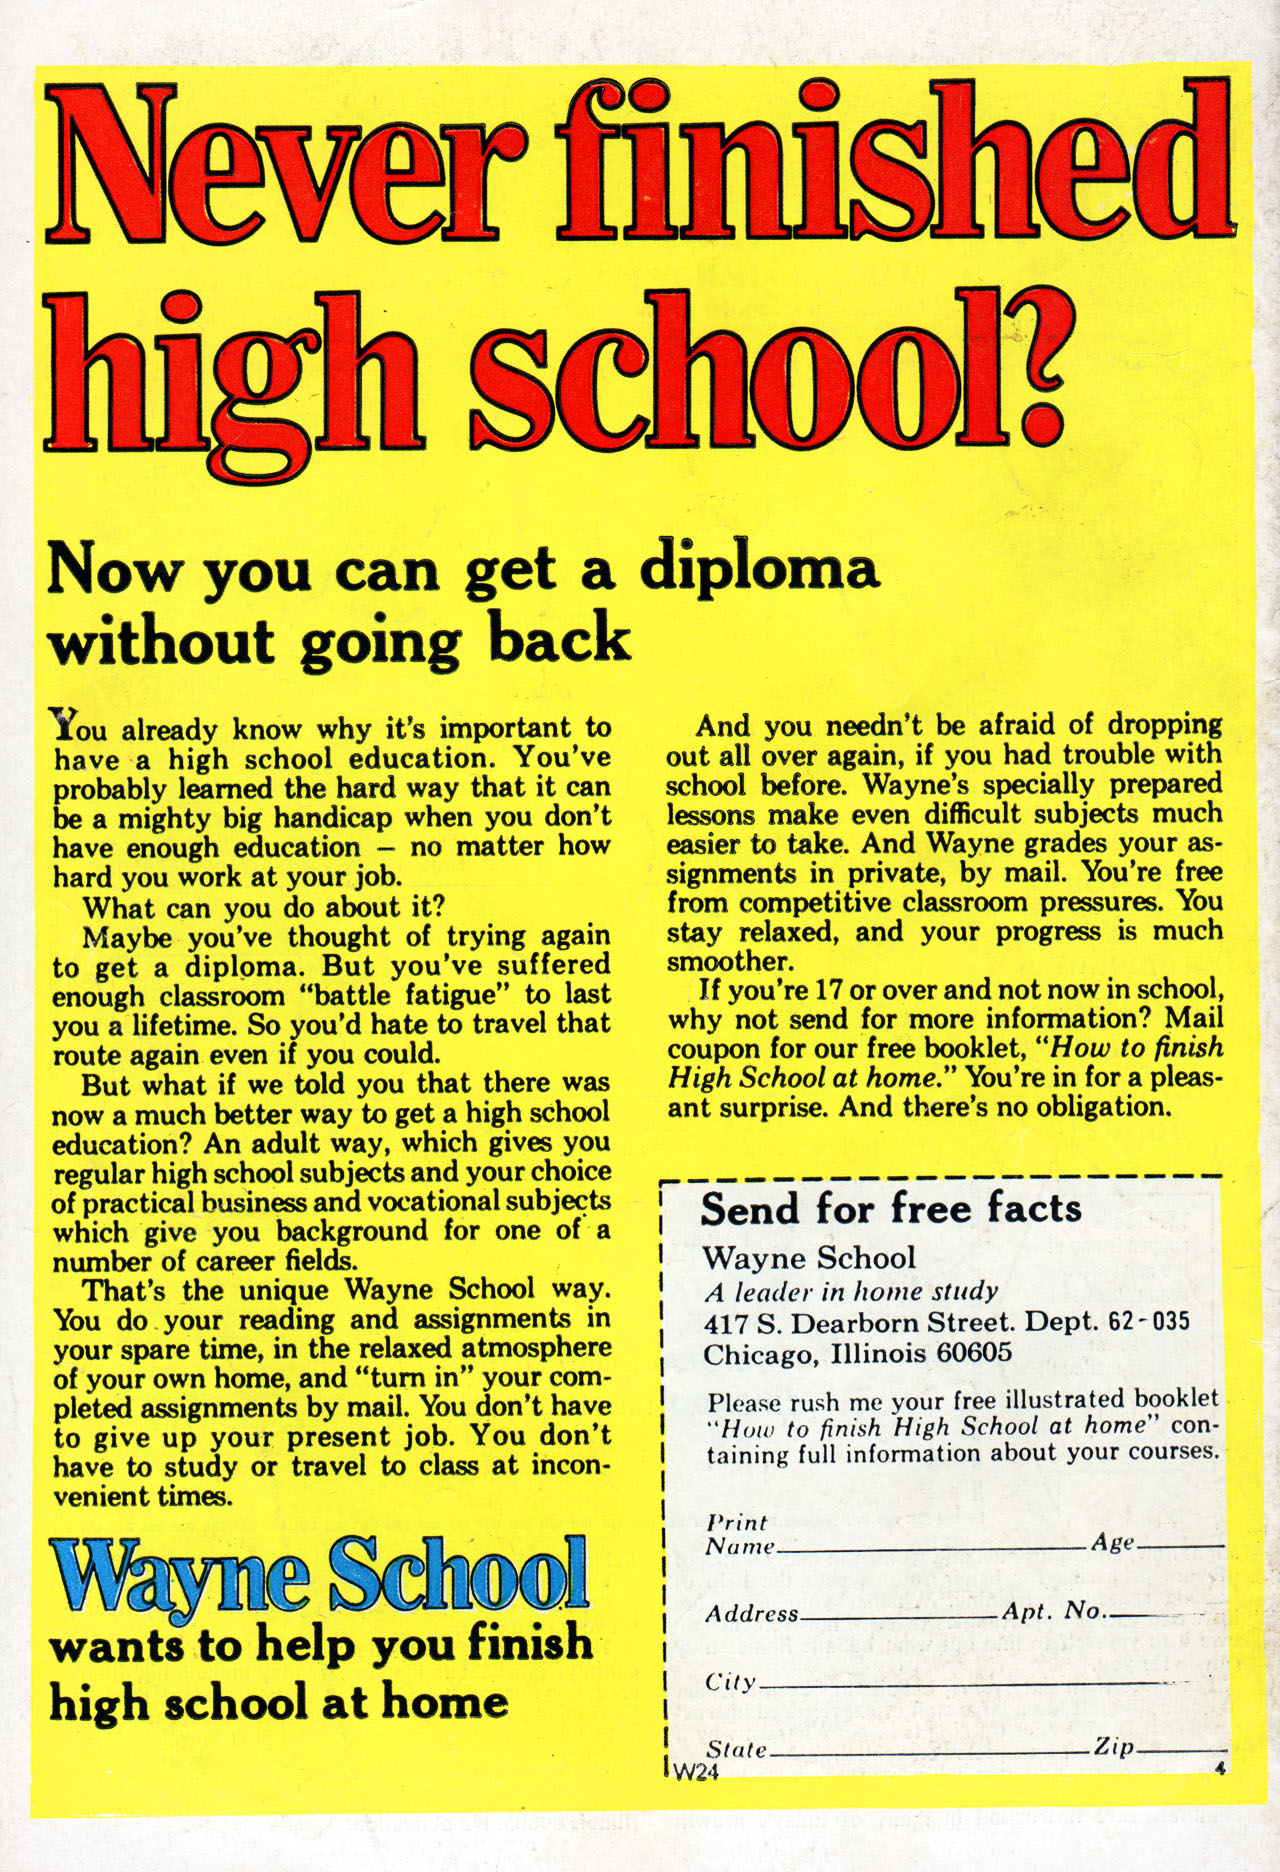 Never finished
high school?
Now you can get a diploma
without going back
You already know why it's important to
have a high school education. You've
probably learned the hard way that it can
be a mighty big handicap when you don't
have enough education – no matter how
hard you work at your job.
What can you do about it?
Maybe you've thought of trying again
to get a diploma. But you've suffered
enough classroom "battle fatigue" to last
you a lifetime. So you'd hate to travel that
route again even if you could.
But what if we told you that there was
now a much better way to get a high school
education? An adult way, which gives you
regular high school subjects and your choice
of practical business and vocational subjects
which give you background for one of a
number of career fields.
That's the unique Wayne School way.
You do your reading and assignments in
your spare time, in the relaxed atmosphere
of your own home, and "turn in" your com-
pleted assignments by mail. You don't have
to give up your present job. You don't
have to study or travel to class at incon-
venient times.
Wayne School
wants to help you finish
high school at home
And you needn't be afraid of dropping
out all over again, if you had trouble with
school before. Wayne's specially prepared
lessons make even difficult subjects much
easier to take. And Wayne grades your as-
signments in private, by mail. You're free
from competitive classroom pressures. You
stay relaxed, and your progress is much
smoother.
If you're 17 or over and not now in school,
why not send for more information? Mail
coupon for our free booklet, "How to finish
High School at home." You're in for a pleas-
ant surprise. And there's no obligation.
Send for free facts
Wayne School
A leader in home study
417 S. Dearborn Street. Dept. 62-035
Chicago, Illinois 60605
Please rush me your free illustrated booklet
"How to finish High School at home" con-
taining full information about your courses.
Print
Name Age
Address Apt. No.
City
State Zip
W24 4